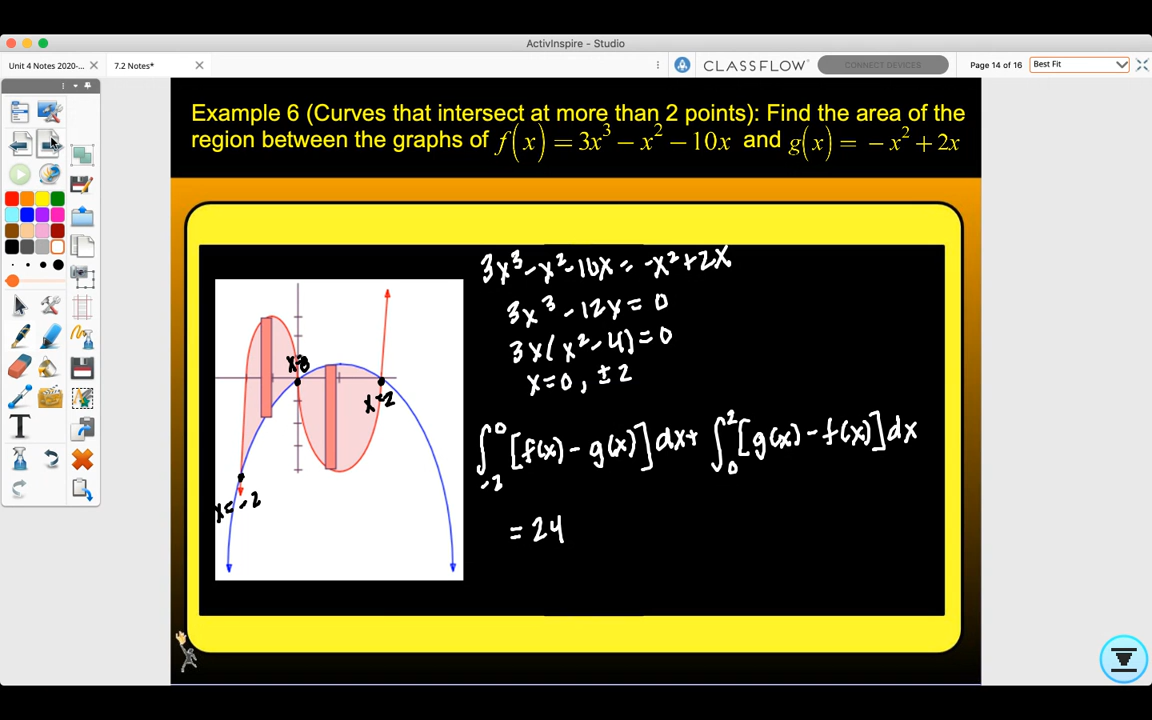 ActivInspire - Studio
Unit 4 Notes 2020-...
7.2 Notes*
CLASSFLOW
CONNECT DEVICES
Page 14 of 16
Best Fit
Example 6 (Curves that intersect at more than 2 points): Find the area of the
region between the graphs of f(x) = 3x³ − x² − 10x and g(x) = −x² + 2x
3x³-x²-10x = -x²+2x
3x³-12x = 0
3x(x²-4)=0
x=0, ±2
∫₋₂⁰ [f(x) - g(x)] dx + ∫₀² [g(x) - f(x)] dx
= 24
x=0
x=2
x=-2
T